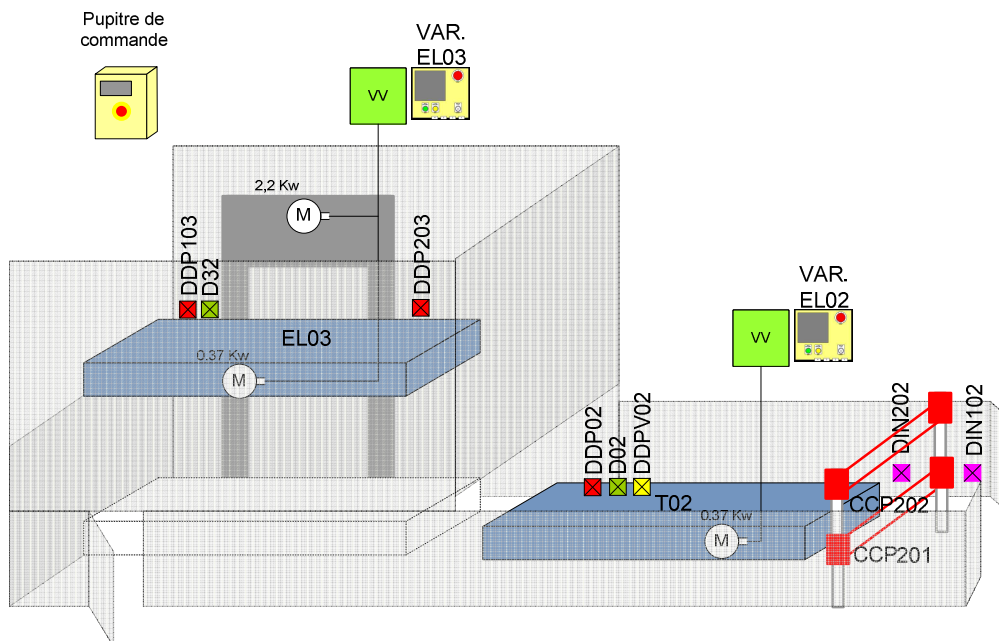 Pupitre de
commande
VAR.
EL03
VV
2,2 Kw
M
DDP103
D32
DDP203
EL03
0.37 Kw
M
VAR.
EL02
VV
DDP02
D02
DDPV02
T02
0.37 Kw
M
DIN202
DIN102
CCP202
CCP201